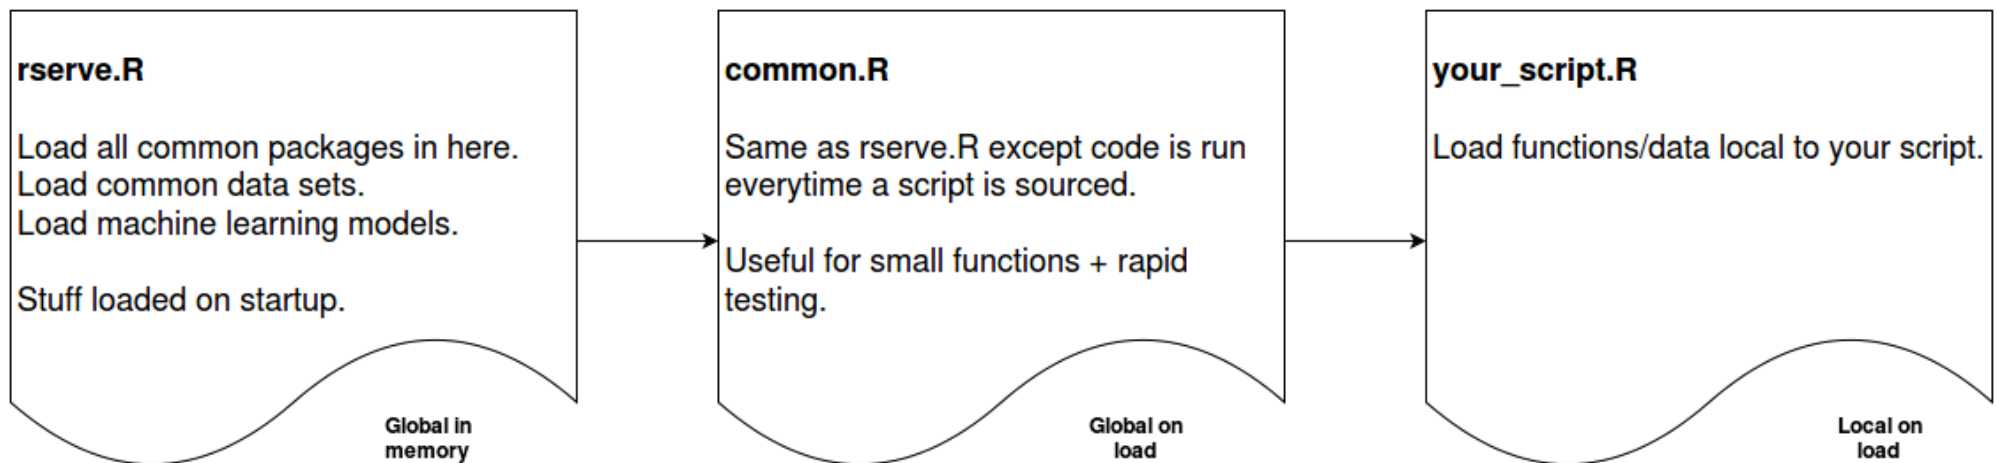 rserve.R
Load all common packages in here.
Load common data sets.
Load machine learning models.
Stuff loaded on startup.
Global in
memory
common.R
Same as rserve.R except code is run
everytime a script is sourced.
Useful for small functions + rapid
testing.
Global on
load
your_script.R
Load functions/data local to your script.
Local on
load